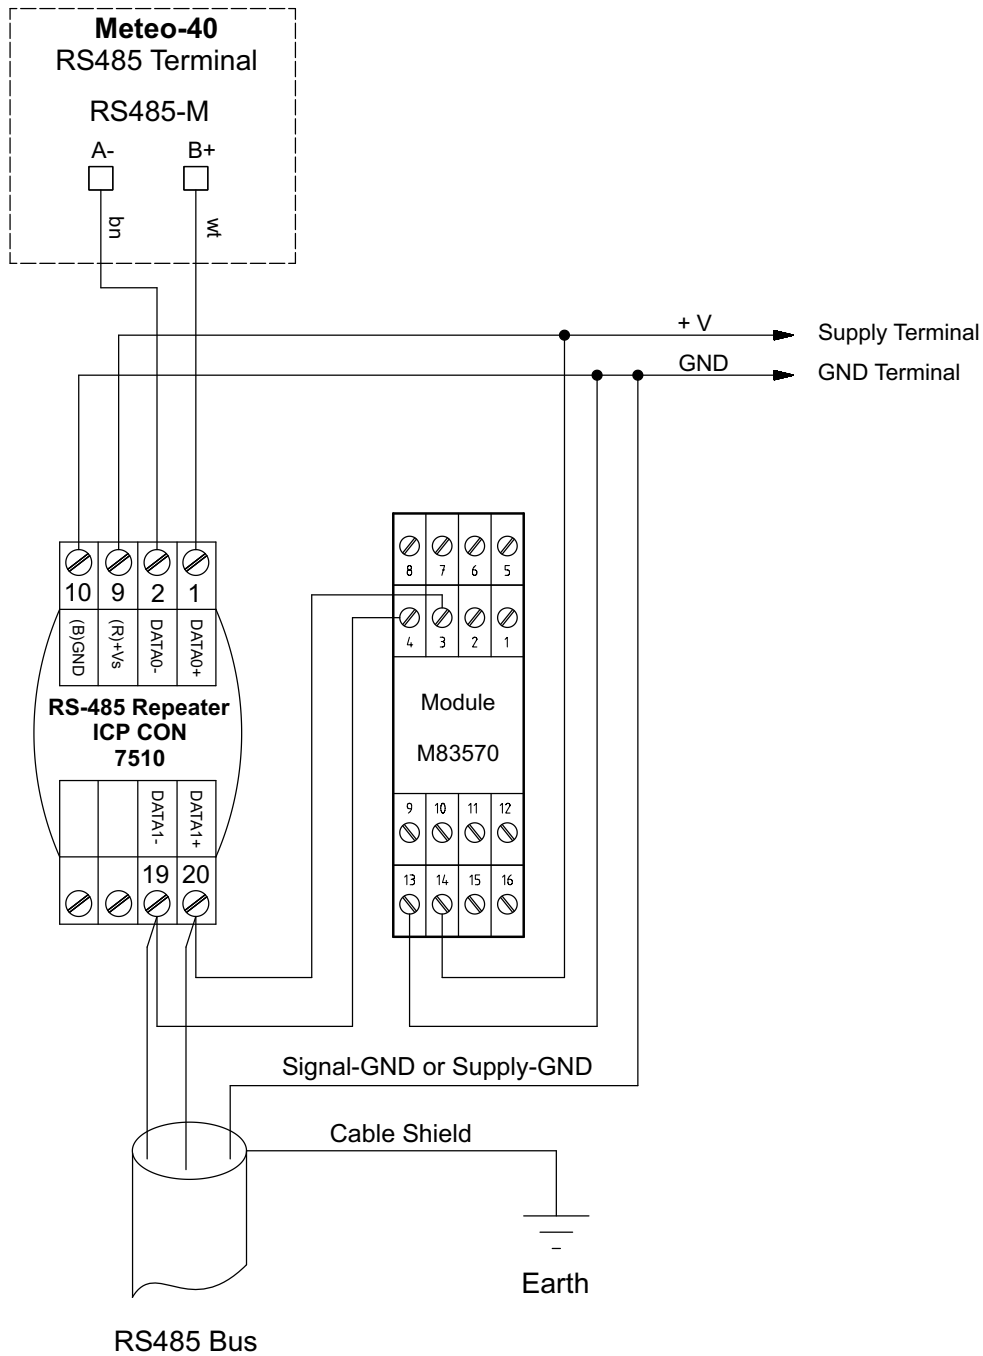 Meteo-40
RS485 Terminal
RS485-M
A- B+
bn wt
+ V Supply Terminal
GND GND Terminal
8 7 6 5
10 9 2 1
4 3 2 1
(B)GND (R)+Vs DATA0- DATA0+
RS-485 Repeater
ICP CON
7510
Module
M83570
DATA1- DATA1+
9 10 11 12
19 20
13 14 15 16
Signal-GND or Supply-GND
Cable Shield
Earth
RS485 Bus